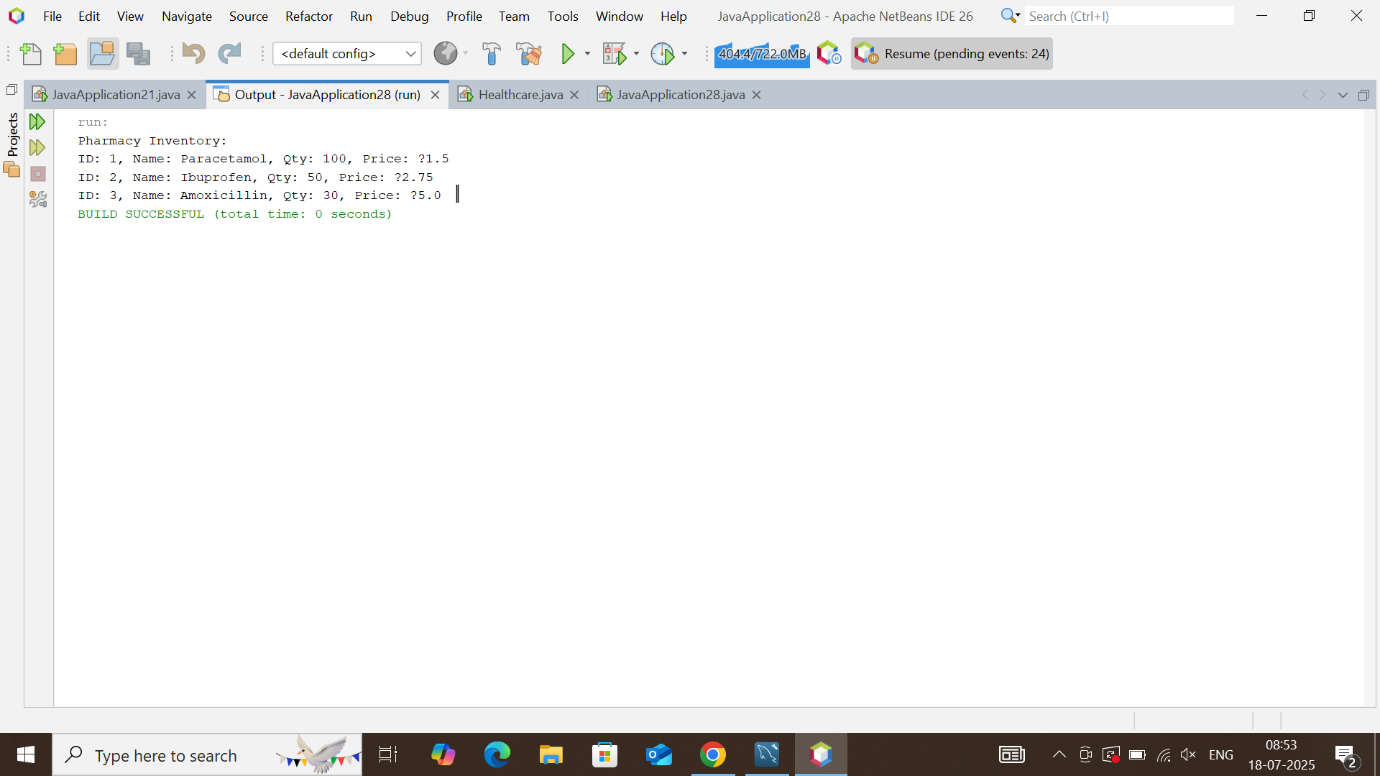 File Edit View Navigate Source Refactor Run Debug Profile Team Tools Window Help JavaApplication28 - Apache NetBeans IDE 26 Search (Ctrl+I)
<default config> 404.4/722.0MB Resume (pending events: 24)
JavaApplication21.java Output - JavaApplication28 (run) Healthcare.java JavaApplication28.java
Projects
run:
Pharmacy Inventory:
ID: 1, Name: Paracetamol, Qty: 100, Price: ?1.5
ID: 2, Name: Ibuprofen, Qty: 50, Price: ?2.75
ID: 3, Name: Amoxicillin, Qty: 30, Price: ?5.0
BUILD SUCCESSFUL (total time: 0 seconds)
Type here to search ENG 08:53
18-07-2025 2